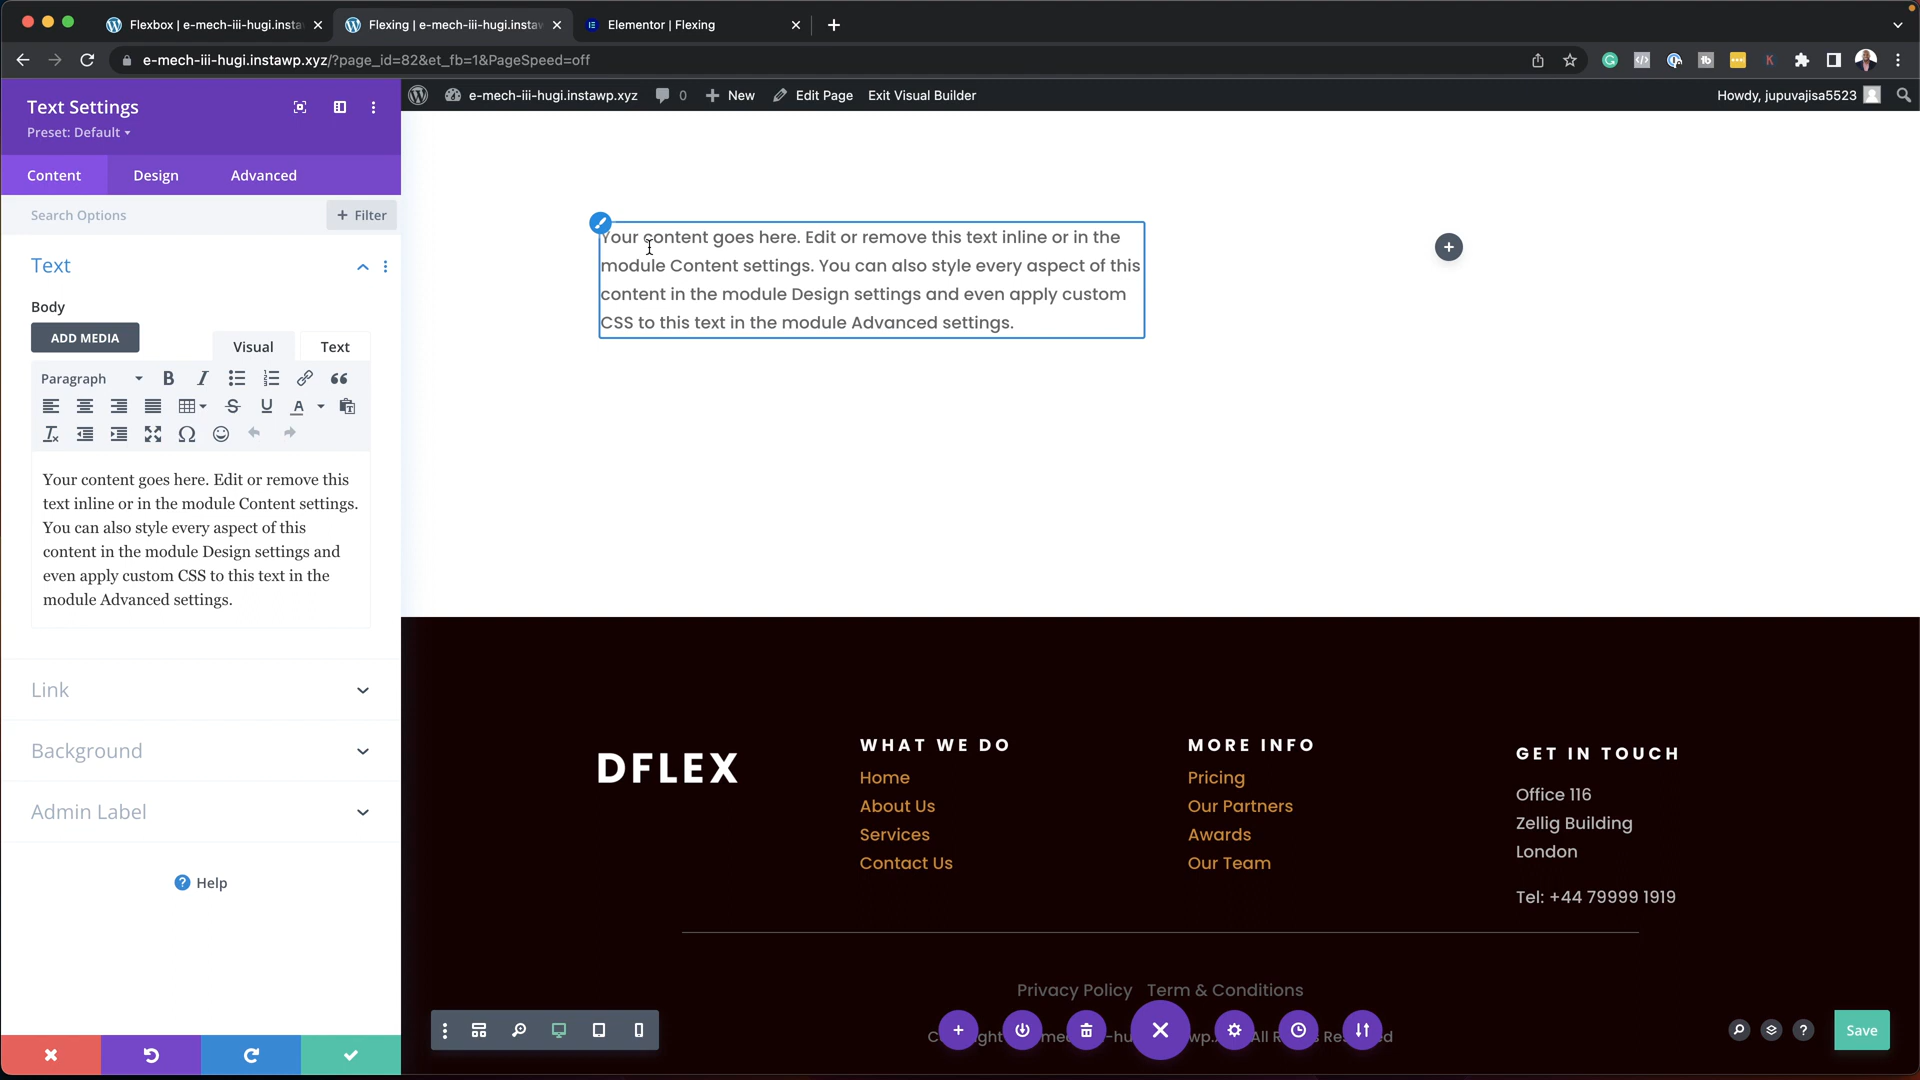 Flexbox | e-mech-iii-hugi.insta
Flexing | e-mech-iii-hugi.instaw
Elementor | Flexing
e-mech-iii-hugi.instawp.xyz/?page_id=82&et_fb=1&PageSpeed=off
Text Settings
Preset: Default
e-mech-iii-hugi.instawp.xyz
0
New
Edit Page
Exit Visual Builder
Howdy, jupuvajisa5523
Content
Design
Advanced
Search Options
+ Filter
Text
Body
ADD MEDIA
Visual
Text
Paragraph
Your content goes here. Edit or remove this
text inline or in the module Content settings.
You can also style every aspect of this
content in the module Design settings and
even apply custom CSS to this text in the
module Advanced settings.
Link
Background
Admin Label
Help
Your content goes here. Edit or remove this text inline or in the
module Content settings. You can also style every aspect of this
content in the module Design settings and even apply custom
CSS to this text in the module Advanced settings.
DFLEX
WHAT WE DO
Home
About Us
Services
Contact Us
MORE INFO
Pricing
Our Partners
Awards
Our Team
GET IN TOUCH
Office 116
Zellig Building
London
Tel: +44 79999 1919
Privacy Policy
Term & Conditions
Save